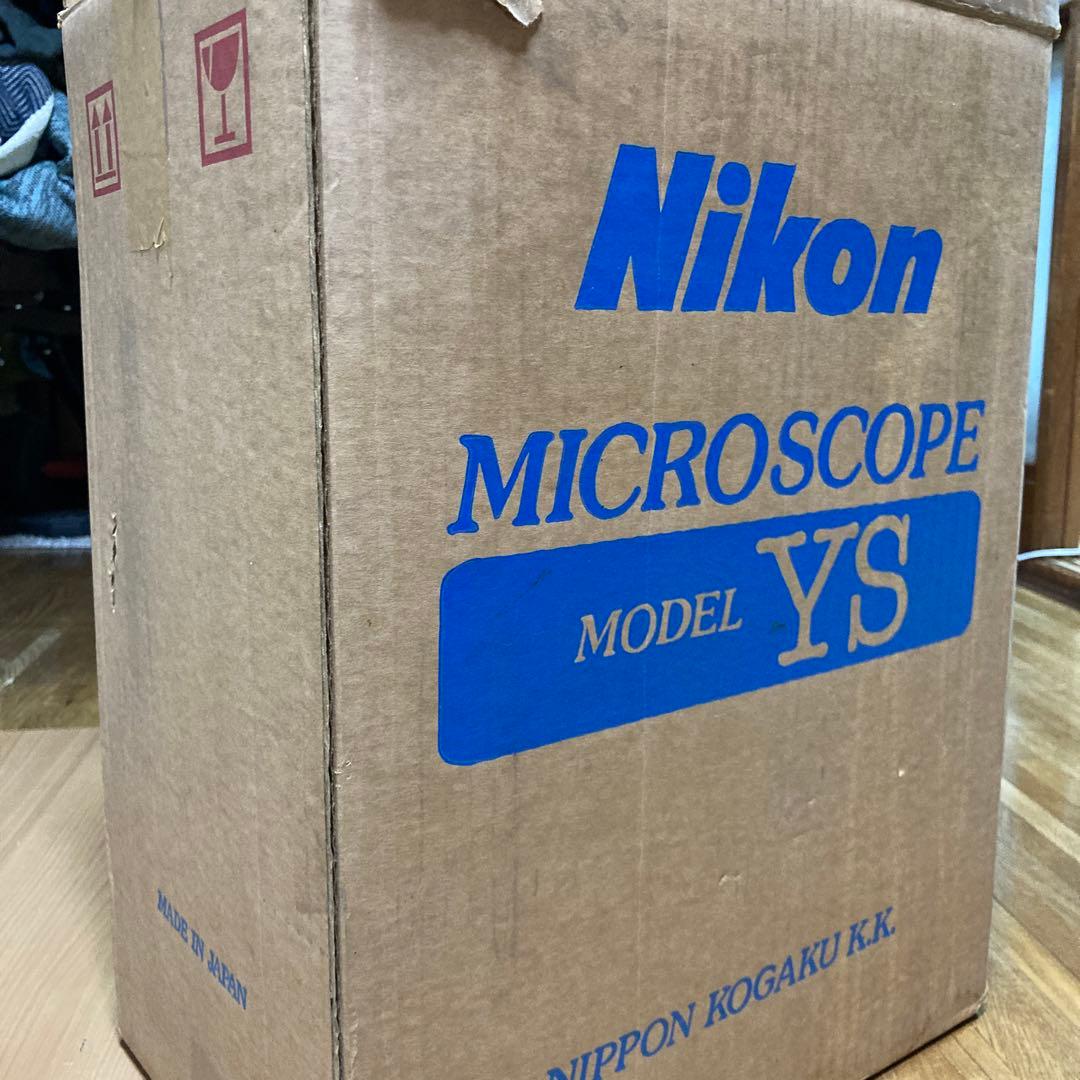 Nikon
MICROSCOPE
MODEL YS
NIPPON KOGAKU K.K.
MADE IN JAPAN